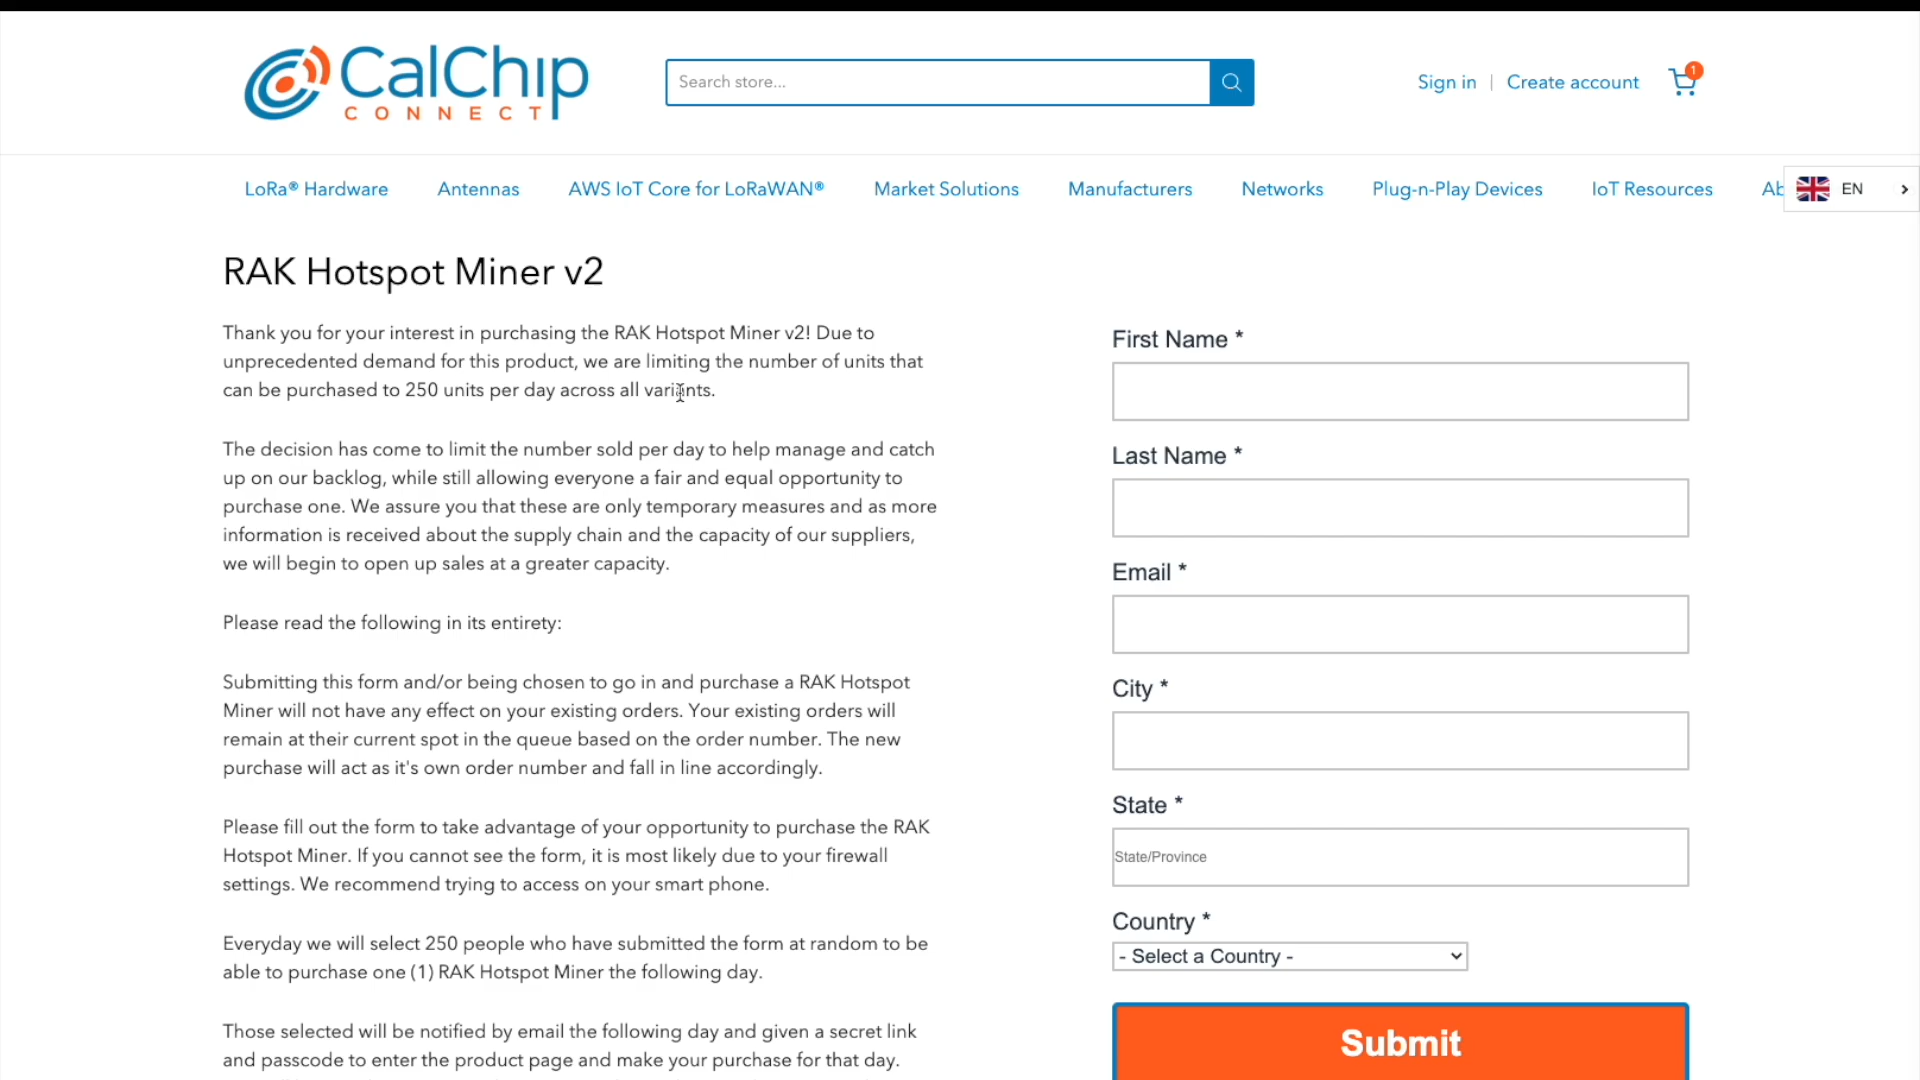 CalChip
CONNECT
Search store...
Sign in | Create account
1
LoRa® Hardware
Antennas
AWS IoT Core for LoRaWAN®
Market Solutions
Manufacturers
Networks
Plug-n-Play Devices
IoT Resources
Ab
EN
RAK Hotspot Miner v2
Thank you for your interest in purchasing the RAK Hotspot Miner v2! Due to
unprecedented demand for this product, we are limiting the number of units that
can be purchased to 250 units per day across all variants.
The decision has come to limit the number sold per day to help manage and catch
up on our backlog, while still allowing everyone a fair and equal opportunity to
purchase one. We assure you that these are only temporary measures and as more
information is received about the supply chain and the capacity of our suppliers,
we will begin to open up sales at a greater capacity.
Please read the following in its entirety:
Submitting this form and/or being chosen to go in and purchase a RAK Hotspot
Miner will not have any effect on your existing orders. Your existing orders will
remain at their current spot in the queue based on the order number. The new
purchase will act as it's own order number and fall in line accordingly.
Please fill out the form to take advantage of your opportunity to purchase the RAK
Hotspot Miner. If you cannot see the form, it is most likely due to your firewall
settings. We recommend trying to access on your smart phone.
Everyday we will select 250 people who have submitted the form at random to be
able to purchase one (1) RAK Hotspot Miner the following day.
Those selected will be notified by email the following day and given a secret link
and passcode to enter the product page and make your purchase for that day.
First Name *
Last Name *
Email *
City *
State *
State/Province
Country *
- Select a Country -
Submit